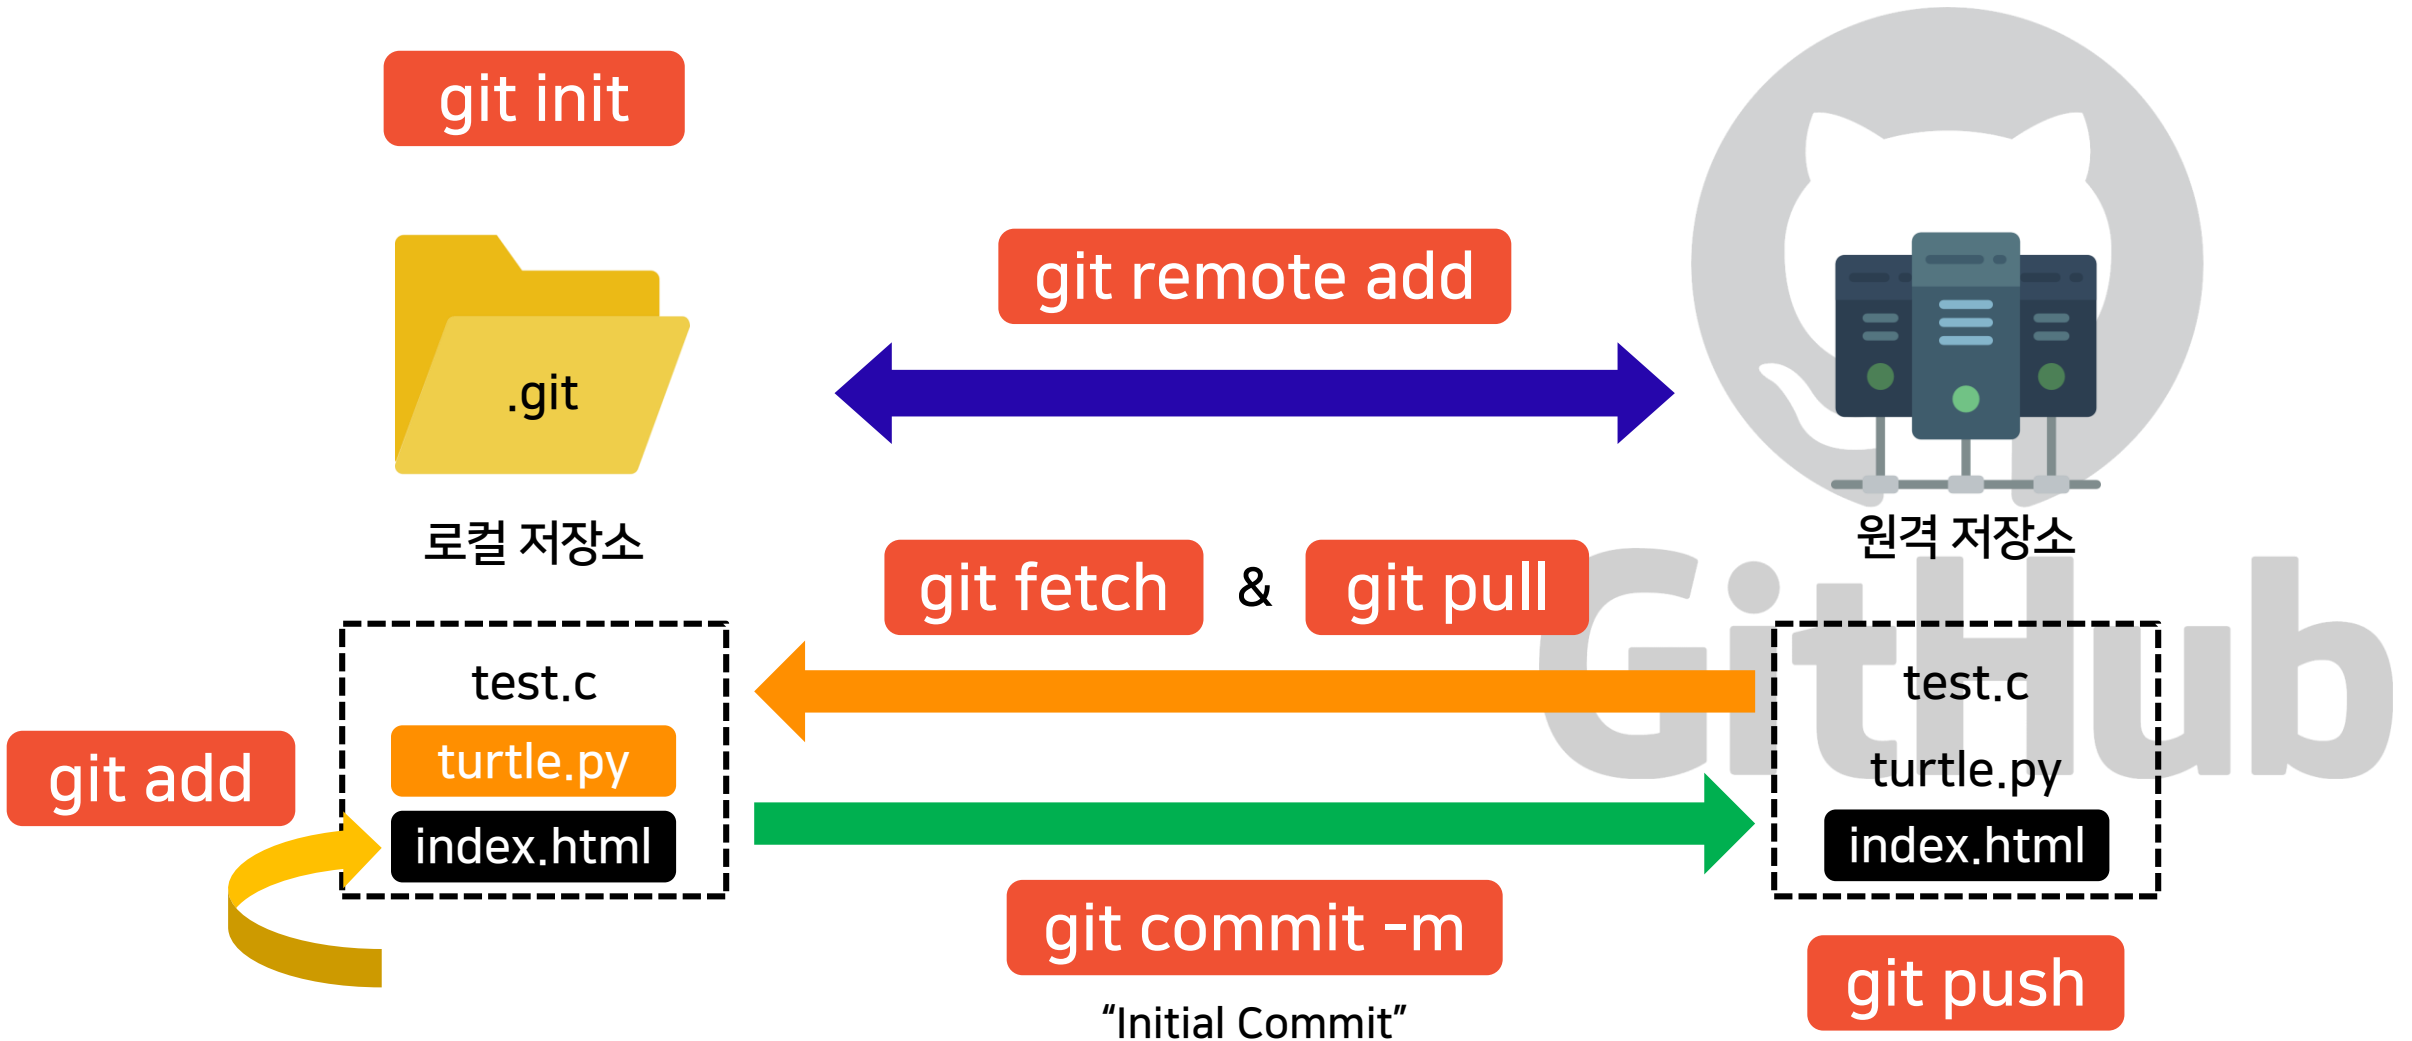 git init
git remote add
.git
로컬 저장소
원격 저장소
git fetch & git pull
GitHub
test.c
turtle.py
index.html
git add
test.c
turtle.py
index.html
git commit -m
“Initial Commit”
git push